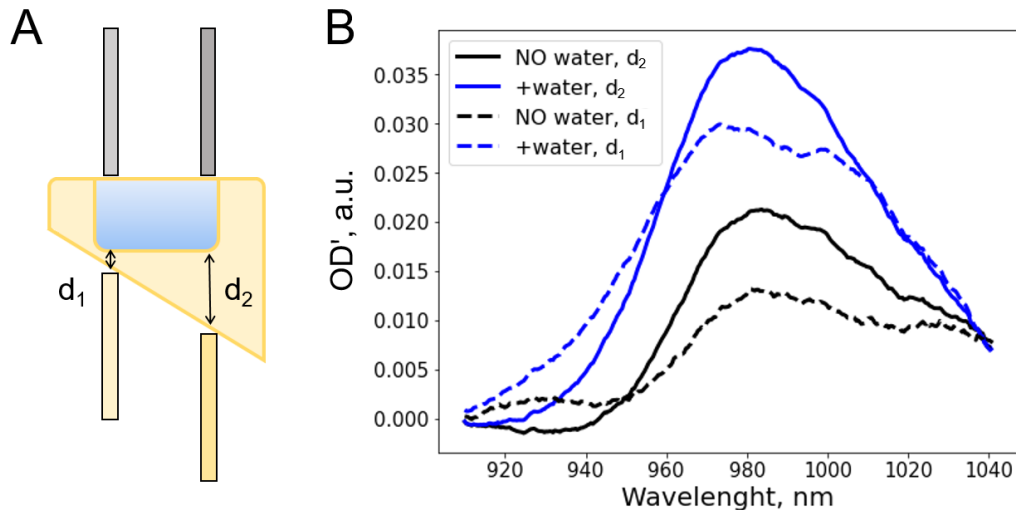 A
d₁
d₂
B
NO water, d₂
+water, d₂
NO water, d₁
+water, d₁
OD', a.u.
0.035
0.030
0.025
0.020
0.015
0.010
0.005
0.000
920 940 960 980 1000 1020 1040
Wavelenght, nm